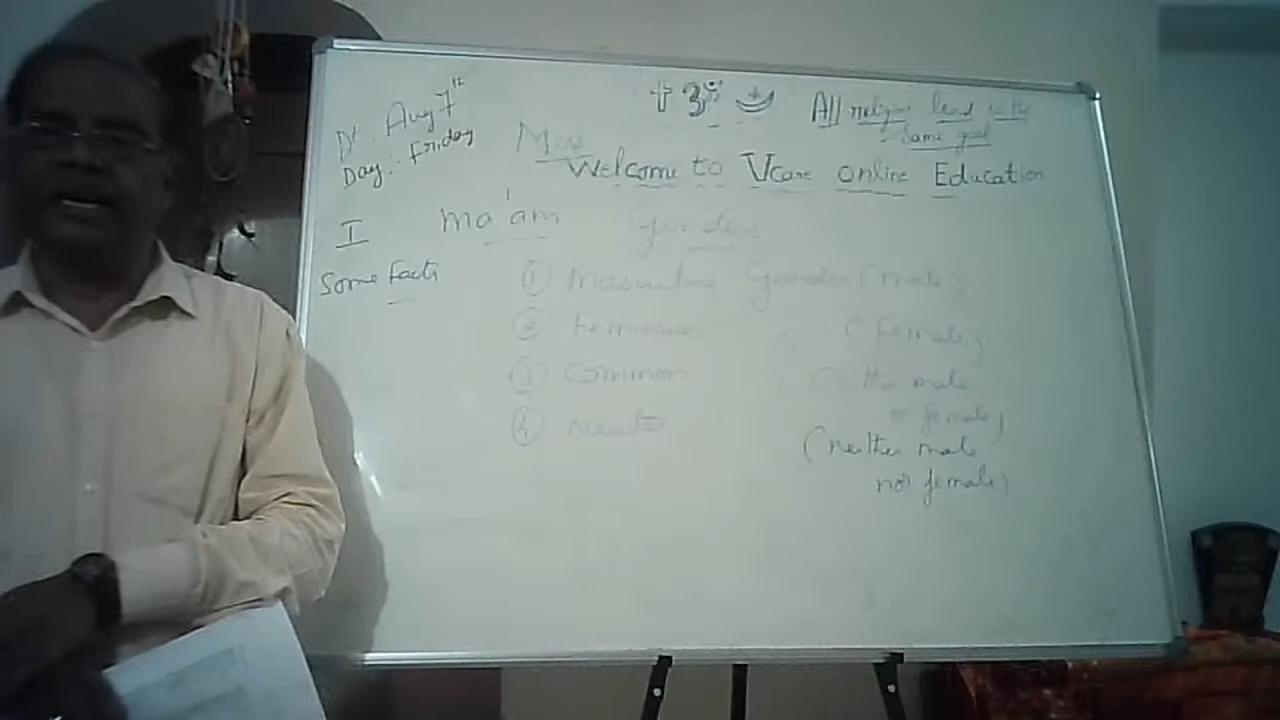 Dt. Aug 7th
Day: Friday
✝ ॐ ☪ All religions lead to the
same goal
Welcome to Vcare online Education
I ma'am Gender
Some Facts
① Masculine Gender (male)
② Feminine (Female)
③ Common (either male
or female)
④ Neuter (neither male
nor female)